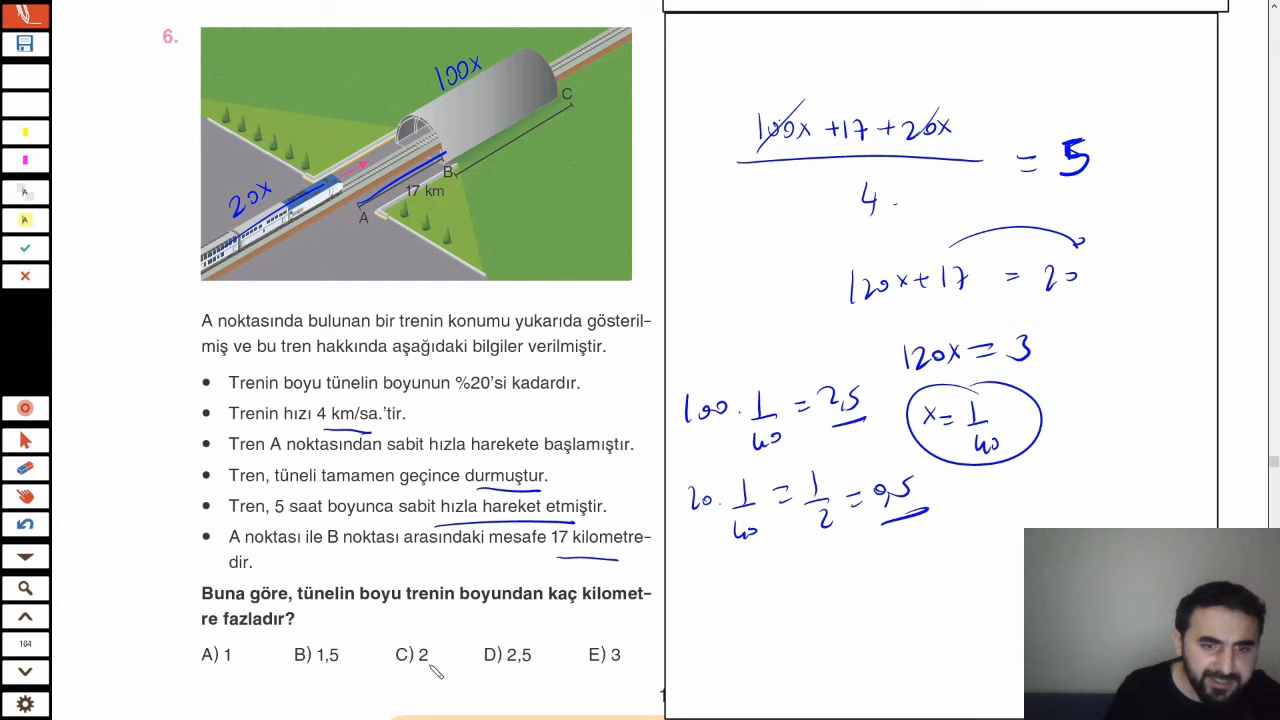 6.
100x
20x
C
B
17 km
A
A noktasında bulunan bir trenin konumu yukarıda gösteril-
miş ve bu tren hakkında aşağıdaki bilgiler verilmiştir.
• Trenin boyu tünelin boyunun %20'si kadardır.
• Trenin hızı 4 km/sa.'tir.
• Tren A noktasından sabit hızla harekete başlamıştır.
• Tren, tüneli tamamen geçince durmuştur.
• Tren, 5 saat boyunca sabit hızla hareket etmiştir.
• A noktası ile B noktası arasındaki mesafe 17 kilometre-
dir.
Buna göre, tünelin boyu trenin boyundan kaç kilomet-
re fazladır?
A) 1 B) 1,5 C) 2 D) 2,5 E) 3
100x + 17 + 20x
= 5
4
120x + 17 = 20
120x = 3
100 . 1/40 = 2,5
x = 1/40
20 . 1/40 = 1/2 = 0,5
A
A
104
1